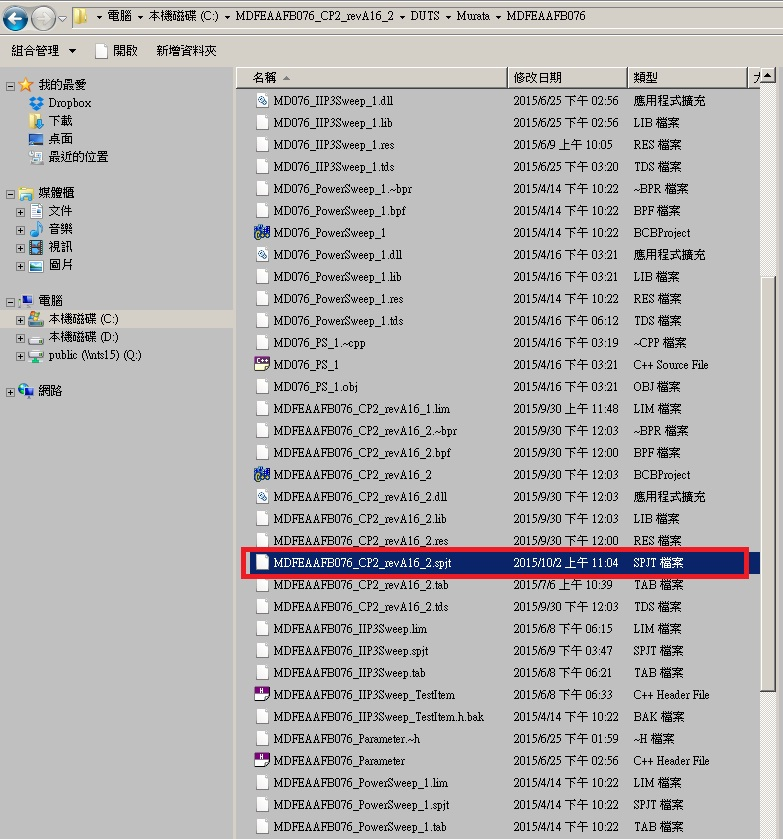 電腦 ▸ 本機磁碟 (C:) ▸ MDFEAAFB076_CP2_revA16_2 ▸ DUTS ▸ Murata ▸ MDFEAAFB076
組合管理 開啟 新增資料夾
我的最愛
Dropbox
下載
桌面
最近的位置
媒體櫃
文件
音樂
視訊
圖片
電腦
本機磁碟 (C:)
本機磁碟 (D:)
public (\\nts15) (Q:)
網路
名稱 修改日期 類型
MD076_IIP3Sweep_1.dll 2015/6/25 下午 02:56 應用程式擴充
MD076_IIP3Sweep_1.lib 2015/6/25 下午 02:56 LIB 檔案
MD076_IIP3Sweep_1.res 2015/6/9 上午 10:05 RES 檔案
MD076_IIP3Sweep_1.tds 2015/6/25 下午 03:20 TDS 檔案
MD076_PowerSweep_1.~bpr 2015/4/14 下午 10:22 ~BPR 檔案
MD076_PowerSweep_1.bpf 2015/4/14 下午 10:22 BPF 檔案
MD076_PowerSweep_1 2015/4/14 下午 10:22 BCBProject
MD076_PowerSweep_1.dll 2015/4/16 下午 03:21 應用程式擴充
MD076_PowerSweep_1.lib 2015/4/16 下午 03:21 LIB 檔案
MD076_PowerSweep_1.res 2015/4/14 下午 10:22 RES 檔案
MD076_PowerSweep_1.tds 2015/4/16 下午 06:12 TDS 檔案
MD076_PS_1.~cpp 2015/4/16 下午 03:19 ~CPP 檔案
MD076_PS_1 2015/4/16 下午 03:21 C++ Source File
MD076_PS_1.obj 2015/4/16 下午 03:21 OBJ 檔案
MDFEAAFB076_CP2_revA16_1.lim 2015/9/30 上午 11:48 LIM 檔案
MDFEAAFB076_CP2_revA16_2.~bpr 2015/9/30 下午 12:03 ~BPR 檔案
MDFEAAFB076_CP2_revA16_2.bpf 2015/9/30 下午 12:00 BPF 檔案
MDFEAAFB076_CP2_revA16_2 2015/9/30 下午 12:03 BCBProject
MDFEAAFB076_CP2_revA16_2.dll 2015/9/30 下午 12:03 應用程式擴充
MDFEAAFB076_CP2_revA16_2.lib 2015/9/30 下午 12:03 LIB 檔案
MDFEAAFB076_CP2_revA16_2.res 2015/9/30 下午 12:00 RES 檔案
MDFEAAFB076_CP2_revA16_2.spjt 2015/10/2 上午 11:04 SPJT 檔案
MDFEAAFB076_CP2_revA16_2.tab 2015/7/6 上午 10:39 TAB 檔案
MDFEAAFB076_CP2_revA16_2.tds 2015/9/30 下午 12:03 TDS 檔案
MDFEAAFB076_IIP3Sweep.lim 2015/6/8 下午 06:15 LIM 檔案
MDFEAAFB076_IIP3Sweep.spjt 2015/6/9 下午 03:47 SPJT 檔案
MDFEAAFB076_IIP3Sweep.tab 2015/6/8 下午 06:21 TAB 檔案
MDFEAAFB076_IIP3Sweep_TestItem 2015/6/8 下午 06:33 C++ Header File
MDFEAAFB076_IIP3Sweep_TestItem.h.bak 2015/4/14 下午 10:22 BAK 檔案
MDFEAAFB076_Parameter.~h 2015/6/25 下午 01:59 ~H 檔案
MDFEAAFB076_Parameter 2015/6/25 下午 02:56 C++ Header File
MDFEAAFB076_PowerSweep_1.lim 2015/4/14 下午 10:22 LIM 檔案
MDFEAAFB076_PowerSweep_1.spjt 2015/4/14 下午 10:22 SPJT 檔案
MDFEAAFB076_PowerSweep_1.tab 2015/4/14 下午 10:22 TAB 檔案